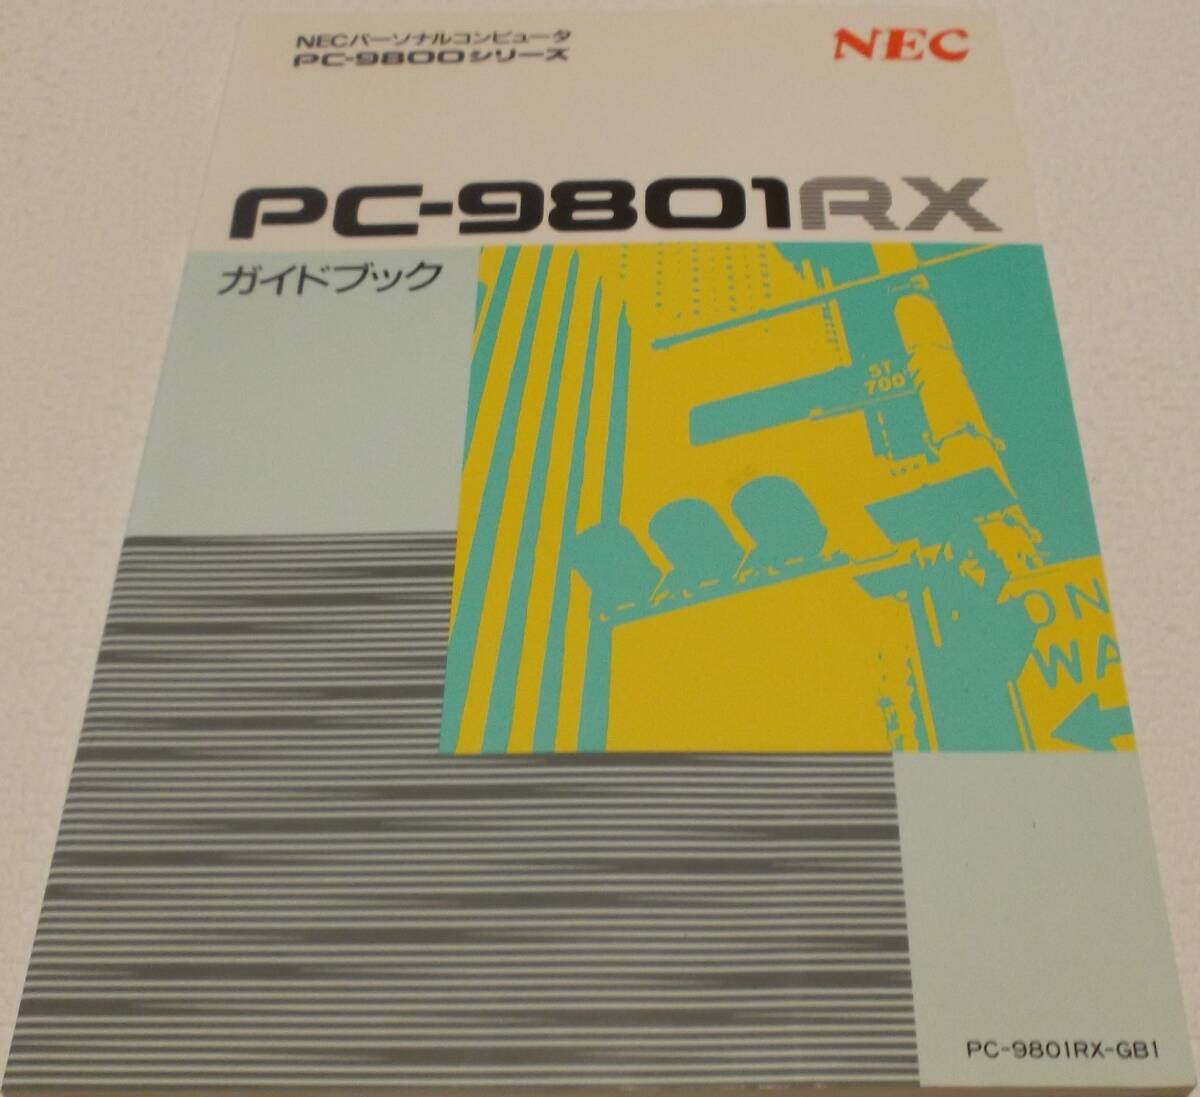 NECパーソナルコンピュータ
PC-9800シリーズ
NEC
PC-9801RX
ガイドブック
ST
700
ON
WA
PC-9801RX-GB1